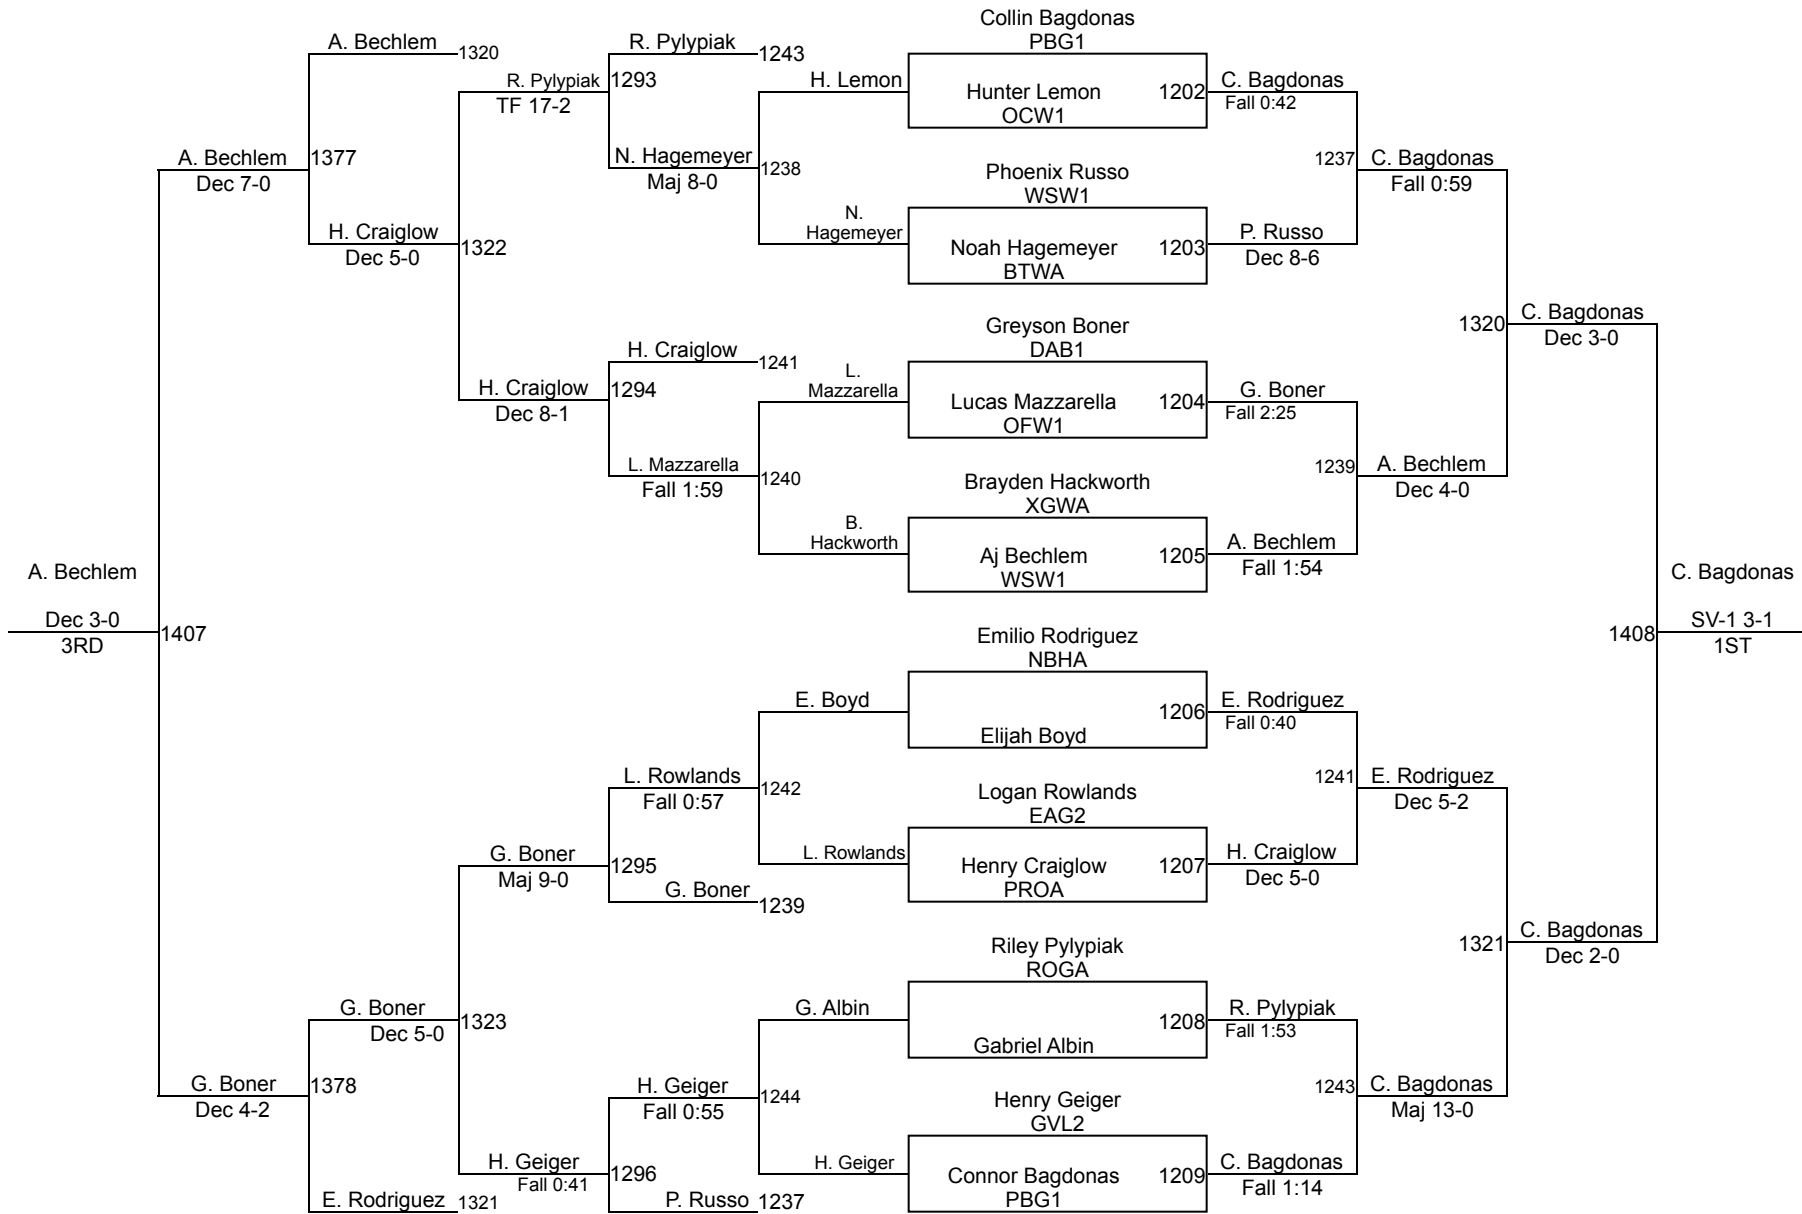 Collin Bagdonas
PBG1
A. Bechlem
1320
R. Pylypiak
1243
R. Pylypiak
TF 17-2
1293
H. Lemon
Hunter Lemon
OCW1
1202
C. Bagdonas
Fall 0:42
A. Bechlem
Dec 7-0
1377
N. Hagemeyer
Maj 8-0
1238
Phoenix Russo
WSW1
1237
C. Bagdonas
Fall 0:59
H. Craiglow
Dec 5-0
1322
N.
Hagemeyer
Noah Hagemeyer
BTWA
1203
P. Russo
Dec 8-6
Greyson Boner
DAB1
1320
C. Bagdonas
Dec 3-0
H. Craiglow
1241
H. Craiglow
Dec 8-1
1294
L.
Mazzarella
Lucas Mazzarella
OFW1
1204
G. Boner
Fall 2:25
L. Mazzarella
Fall 1:59
1240
Brayden Hackworth
XGWA
1239
A. Bechlem
Dec 4-0
B.
Hackworth
Aj Bechlem
WSW1
1205
A. Bechlem
Fall 1:54
A. Bechlem
Dec 3-0
3RD
1407
C. Bagdonas
SV-1 3-1
1ST
1408
Emilio Rodriguez
NBHA
E. Boyd
Elijah Boyd
1206
E. Rodriguez
Fall 0:40
L. Rowlands
Fall 0:57
1242
Logan Rowlands
EAG2
1241
E. Rodriguez
Dec 5-2
G. Boner
Maj 9-0
1295
L. Rowlands
Henry Craiglow
PROA
1207
H. Craiglow
Dec 5-0
G. Boner
1239
Riley Pylypiak
ROGA
1321
C. Bagdonas
Dec 2-0
G. Boner
Dec 5-0
1323
G. Albin
Gabriel Albin
1208
R. Pylypiak
Fall 1:53
G. Boner
Dec 4-2
1378
H. Geiger
Fall 0:55
1244
Henry Geiger
GVL2
1243
C. Bagdonas
Maj 13-0
H. Geiger
Fall 0:41
1296
H. Geiger
Connor Bagdonas
PBG1
1209
C. Bagdonas
Fall 1:14
E. Rodriguez
1321
P. Russo
1237